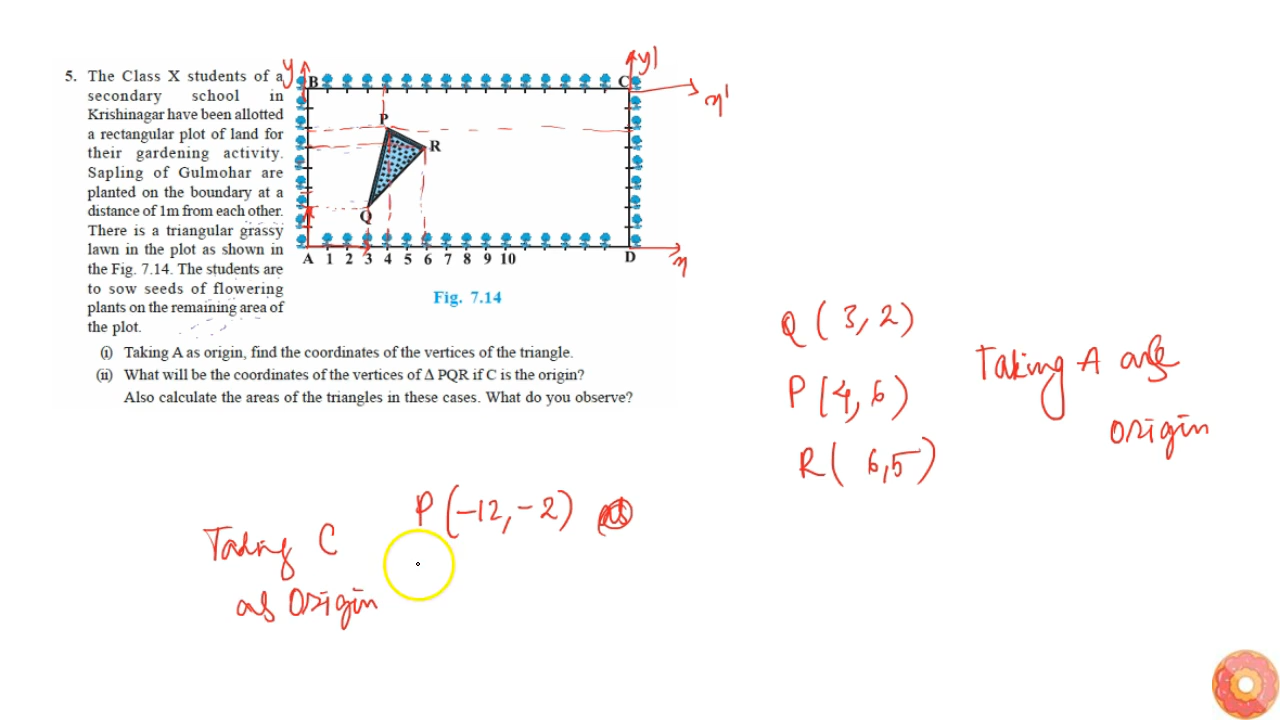 5. The Class X students of a
secondary school in
Krishinagar have been allotted
a rectangular plot of land for
their gardening activity.
Sapling of Gulmohar are
planted on the boundary at a
distance of 1m from each other.
There is a triangular grassy
lawn in the plot as shown in
the Fig. 7.14. The students are
to sow seeds of flowering
plants on the remaining area of
the plot.
y
y'
B
C
x'
P
R
Q
A 1 2 3 4 5 6 7 8 9 10 D
x
Fig. 7.14
(i) Taking A as origin, find the coordinates of the vertices of the triangle.
(ii) What will be the coordinates of the vertices of Δ PQR if C is the origin?
Also calculate the areas of the triangles in these cases. What do you observe?
Q (3, 2)
P (4, 6)
R (6,5)
Taking A
origin
Taking C
as Origin
P (-12, -2)